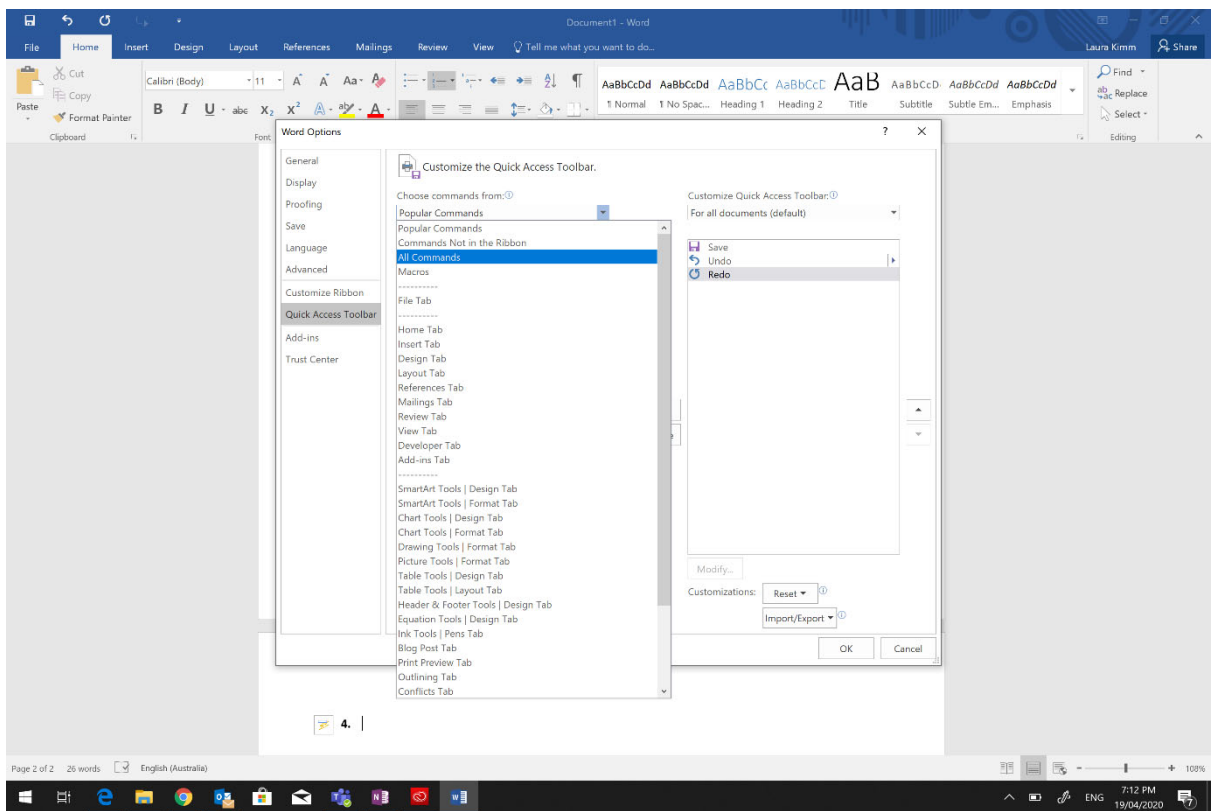 Document1 - Word
File Home Insert Design Layout References Mailings Review View Tell me what you want to do... Laura Kimm Share
Cut
Copy
Paste
Format Painter
Clipboard
Calibri (Body) 11 A A Aa
B I U abc X2 X2 A aby A
Font
AaBbCcDd AaBbCcDd AaBbCc AaBbCcD AaB AaBbCcD AaBbCcDd AaBbCcDd
¶ Normal ¶ No Spac... Heading 1 Heading 2 Title Subtitle Subtle Em... Emphasis
Find
Replace
Select
Editing
Word Options ? X
General
Display
Proofing
Save
Language
Advanced
Customize Ribbon
Quick Access Toolbar
Add-ins
Trust Center
Customize the Quick Access Toolbar.
Choose commands from:
Popular Commands
Popular Commands
Commands Not in the Ribbon
All Commands
Macros
----------
File Tab
----------
Home Tab
Insert Tab
Design Tab
Layout Tab
References Tab
Mailings Tab
Review Tab
View Tab
Developer Tab
Add-ins Tab
----------
SmartArt Tools | Design Tab
SmartArt Tools | Format Tab
Chart Tools | Design Tab
Chart Tools | Format Tab
Drawing Tools | Format Tab
Picture Tools | Format Tab
Table Tools | Design Tab
Table Tools | Layout Tab
Header & Footer Tools | Design Tab
Equation Tools | Design Tab
Ink Tools | Pens Tab
Blog Post Tab
Print Preview Tab
Outlining Tab
Conflicts Tab
Customize Quick Access Toolbar:
For all documents (default)
Save
Undo
Redo
Modify...
Customizations: Reset
Import/Export
OK Cancel
4.
Page 2 of 2 26 words English (Australia) 108%
ENG 7:12 PM
19/04/2020